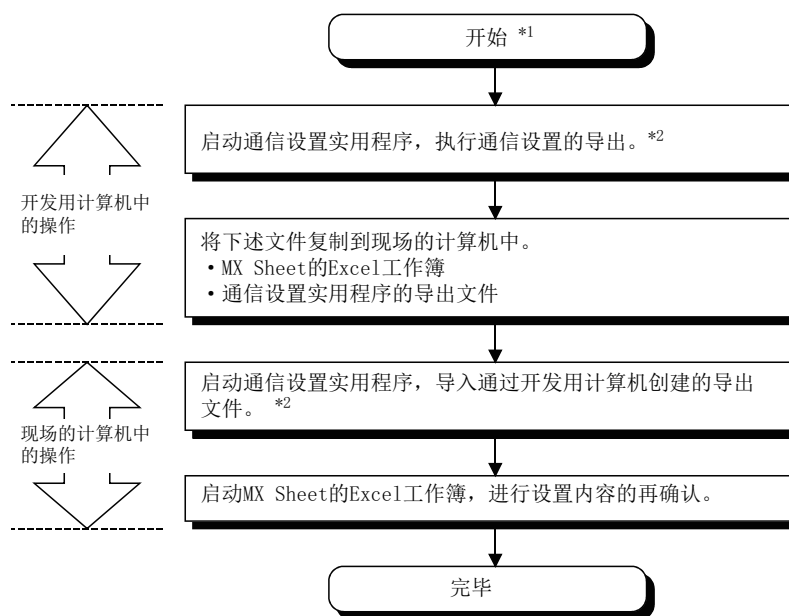 开始 *1
启动通信设置实用程序，执行通信设置的导出。*2
开发用计算机中
的操作
将下述文件复制到现场的计算机中。
・MX Sheet的Excel工作簿
・通信设置实用程序的导出文件
启动通信设置实用程序，导入通过开发用计算机创建的导出
文件。 *2
现场的计算机中
的操作
启动MX Sheet的Excel工作簿，进行设置内容的再确认。
完毕